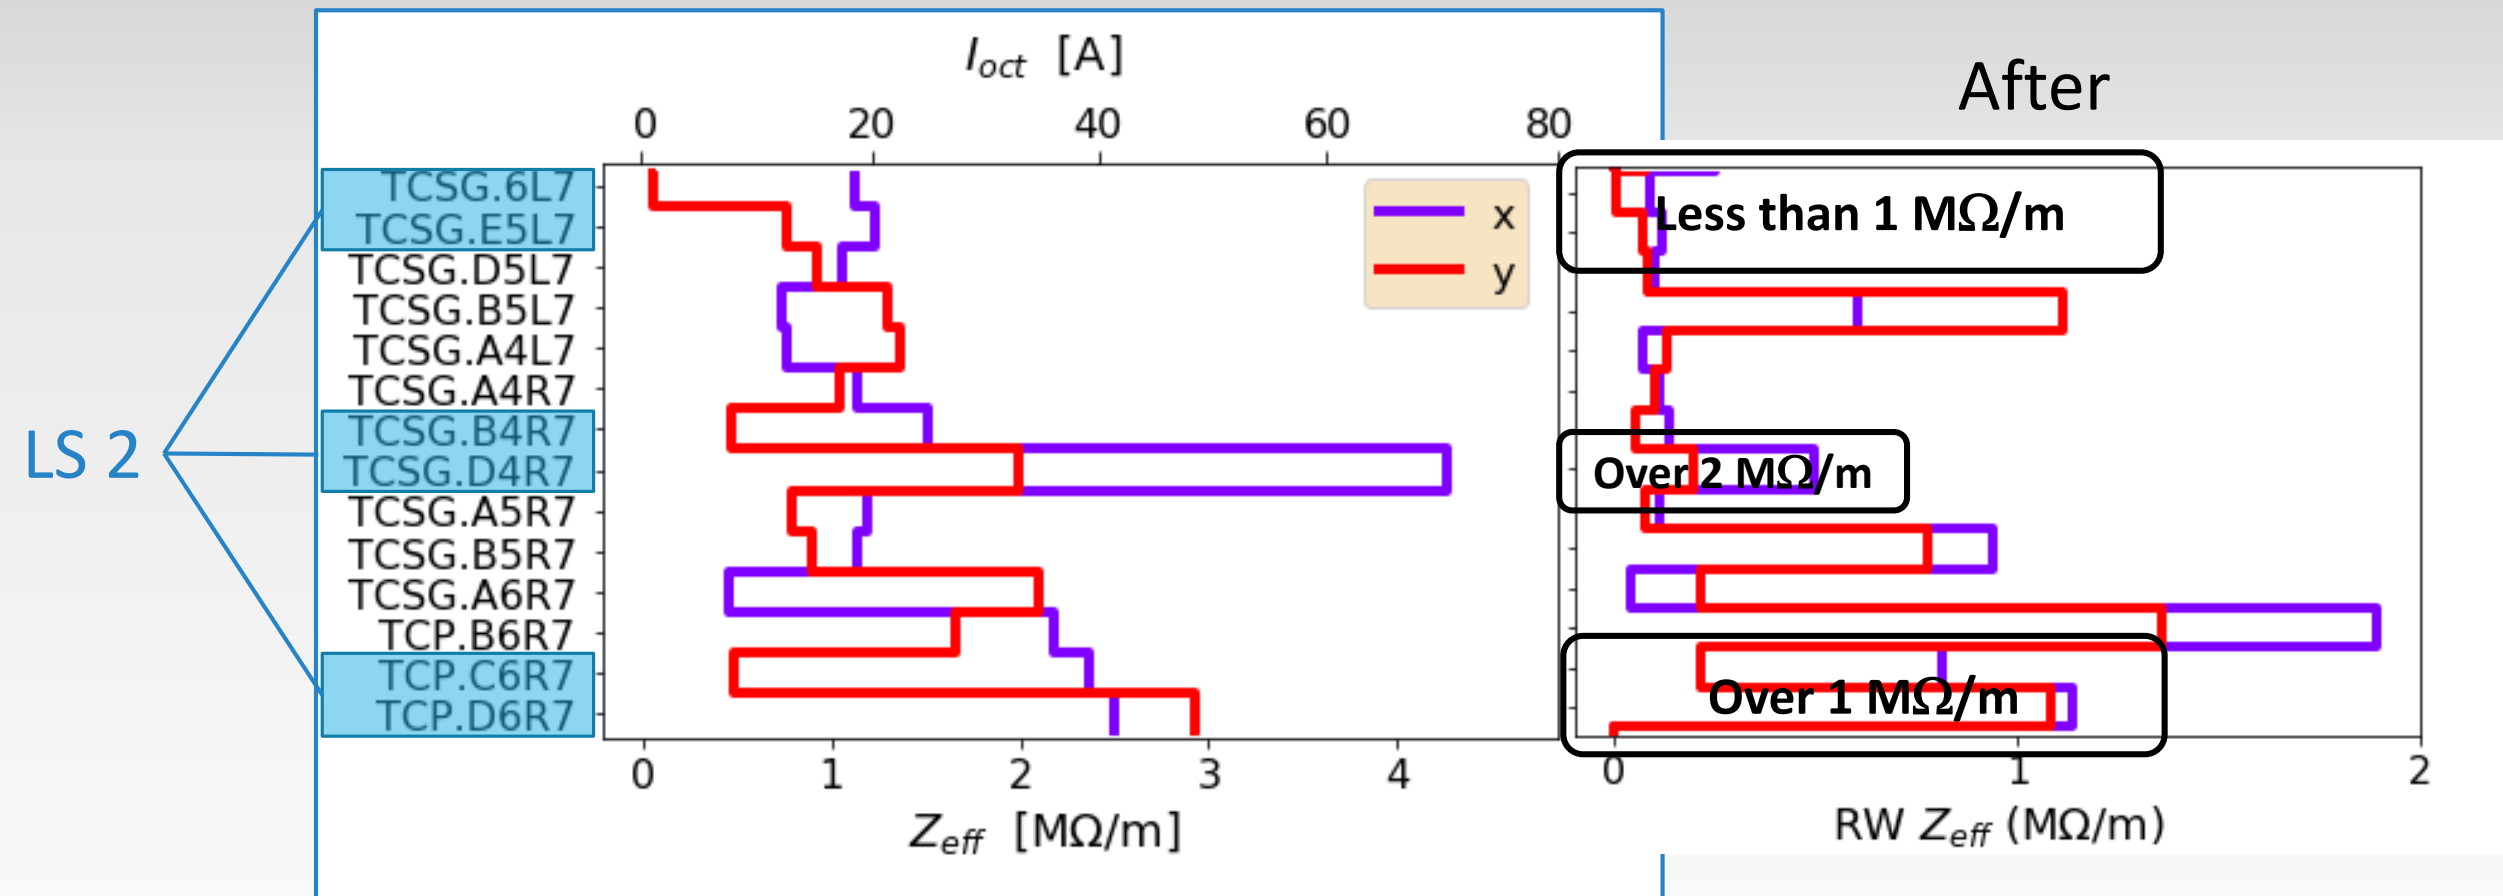 I_oct [A]
After
0 20 40 60 80
TCSG.6L7
TCSG.E5L7
TCSG.D5L7
TCSG.B5L7
TCSG.A4L7
TCSG.A4R7
TCSG.B4R7
TCSG.D4R7
TCSG.A5R7
TCSG.B5R7
TCSG.A6R7
TCP.B6R7
TCP.C6R7
TCP.D6R7
LS 2
x
y
Less than 1 MΩ/m
Over 2 MΩ/m
Over 1 MΩ/m
0 1 2 3 4
Z_eff [MΩ/m]
0 1 2
RW Z_eff (MΩ/m)